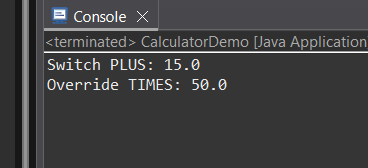 Console
<terminated> CalculatorDemo [Java Application
Switch PLUS: 15.0
Override TIMES: 50.0